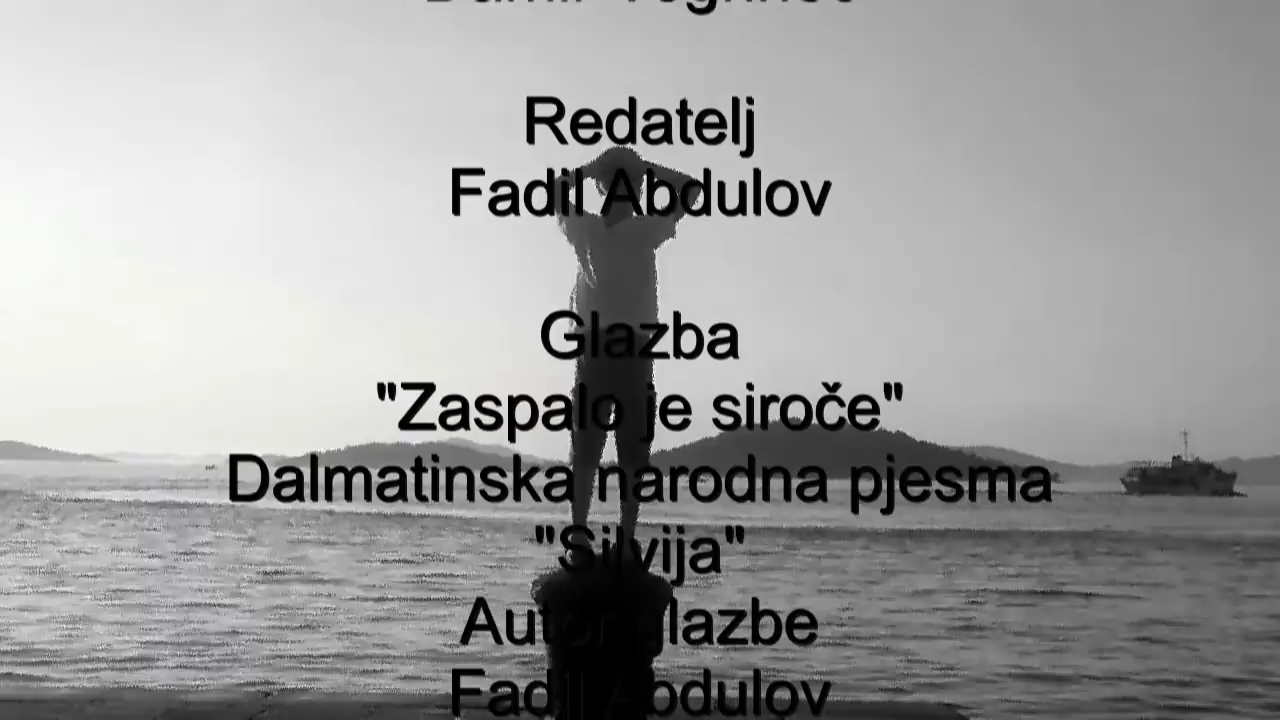 Redatelj
Fadil Abdulov
Glazba
"Zaspalo je siroče"
Dalmatinska narodna pjesma
"Silvija"
Autor glazbe
Fadil Abdulov